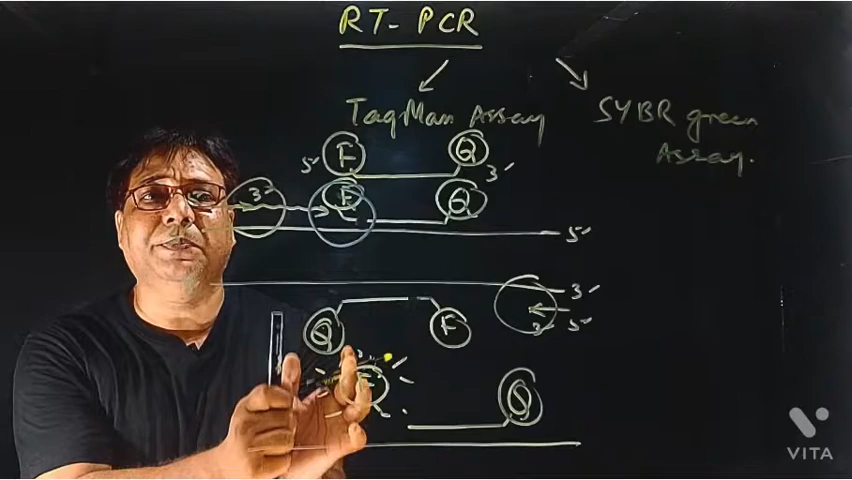 RT-PCR
TaqMan Assay
SYBR green
Assay.
5' F Q 3'
3' F Q
5'
3'
Q F 3' 5'
F Q
VITA